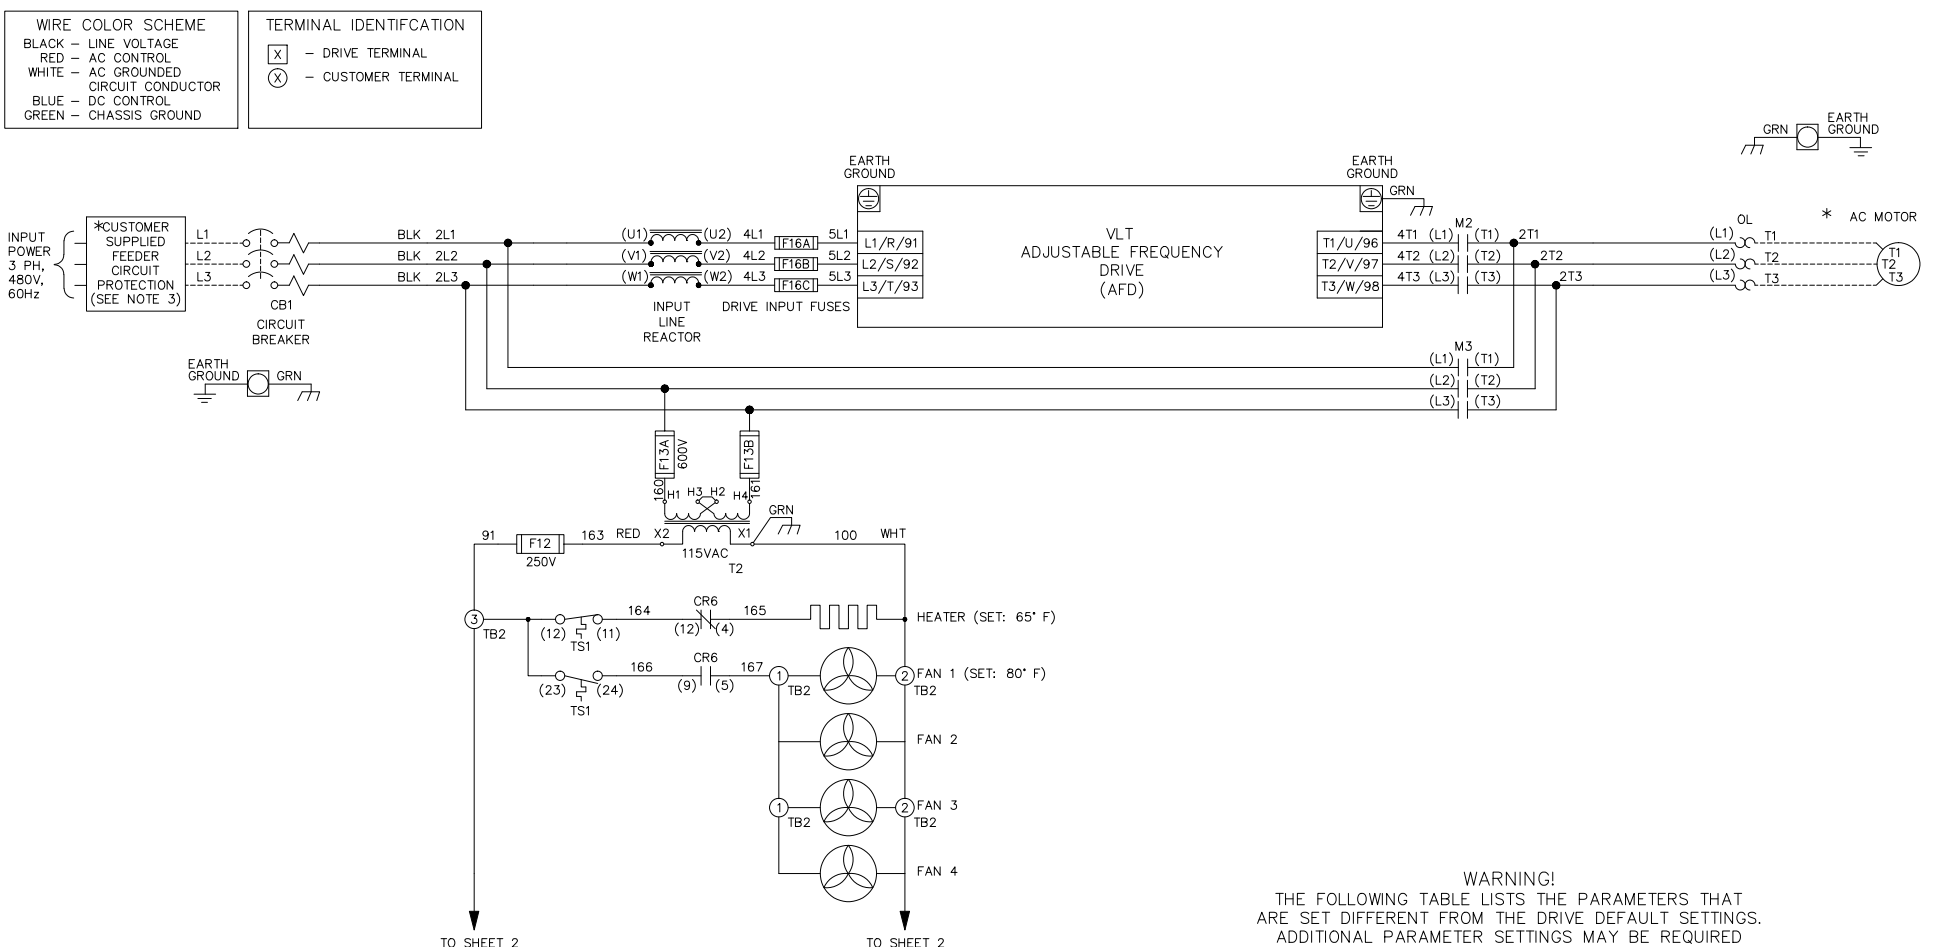 WIRE COLOR SCHEME
BLACK – LINE VOLTAGE
RED – AC CONTROL
WHITE – AC GROUNDED
CIRCUIT CONDUCTOR
BLUE – DC CONTROL
GREEN – CHASSIS GROUND
TERMINAL IDENTIFCATION
X – DRIVE TERMINAL
X – CUSTOMER TERMINAL
GRN
EARTH
GROUND
INPUT
POWER
3 PH,
480V,
60Hz
*CUSTOMER
SUPPLIED
FEEDER
CIRCUIT
PROTECTION
(SEE NOTE 3)
L1
L2
L3
CB1
CIRCUIT
BREAKER
EARTH
GROUND
GRN
BLK 2L1
BLK 2L2
BLK 2L3
(U1) (U2) 4L1 F16A 5L1
(V1) (V2) 4L2 F16B 5L2
(W1) (W2) 4L3 F16C 5L3
INPUT
LINE
REACTOR
DRIVE INPUT FUSES
EARTH
GROUND
L1/R/91
L2/S/92
L3/T/93
VLT
ADJUSTABLE FREQUENCY
DRIVE
(AFD)
EARTH
GROUND
GRN
T1/U/96
T2/V/97
T3/W/98
M2
4T1 (L1) (T1) 2T1
4T2 (L2) (T2) 2T2
4T3 (L3) (T3) 2T3
OL
(L1) T1
(L2) T2
(L3) T3
* AC MOTOR
T1
T2
T3
M3
(L1) (T1)
(L2) (T2)
(L3) (T3)
F13A
600V
F13B
160
H1
H3
H2
H4
161
GRN
91 F12 163 RED X2 X1 100 WHT
250V
115VAC
T2
3
TB2
(12) (11)
TS1
164
CR6
(12) (4)
165
HEATER (SET: 65° F)
(23) (24)
TS1
166
CR6
(9) (5)
167
1
TB2
2
TB2
FAN 1 (SET: 80° F)
FAN 2
1
TB2
2
TB2
FAN 3
FAN 4
TO SHEET 2
TO SHEET 2
WARNING!
THE FOLLOWING TABLE LISTS THE PARAMETERS THAT
ARE SET DIFFERENT FROM THE DRIVE DEFAULT SETTINGS.
ADDITIONAL PARAMETER SETTINGS MAY BE REQUIRED